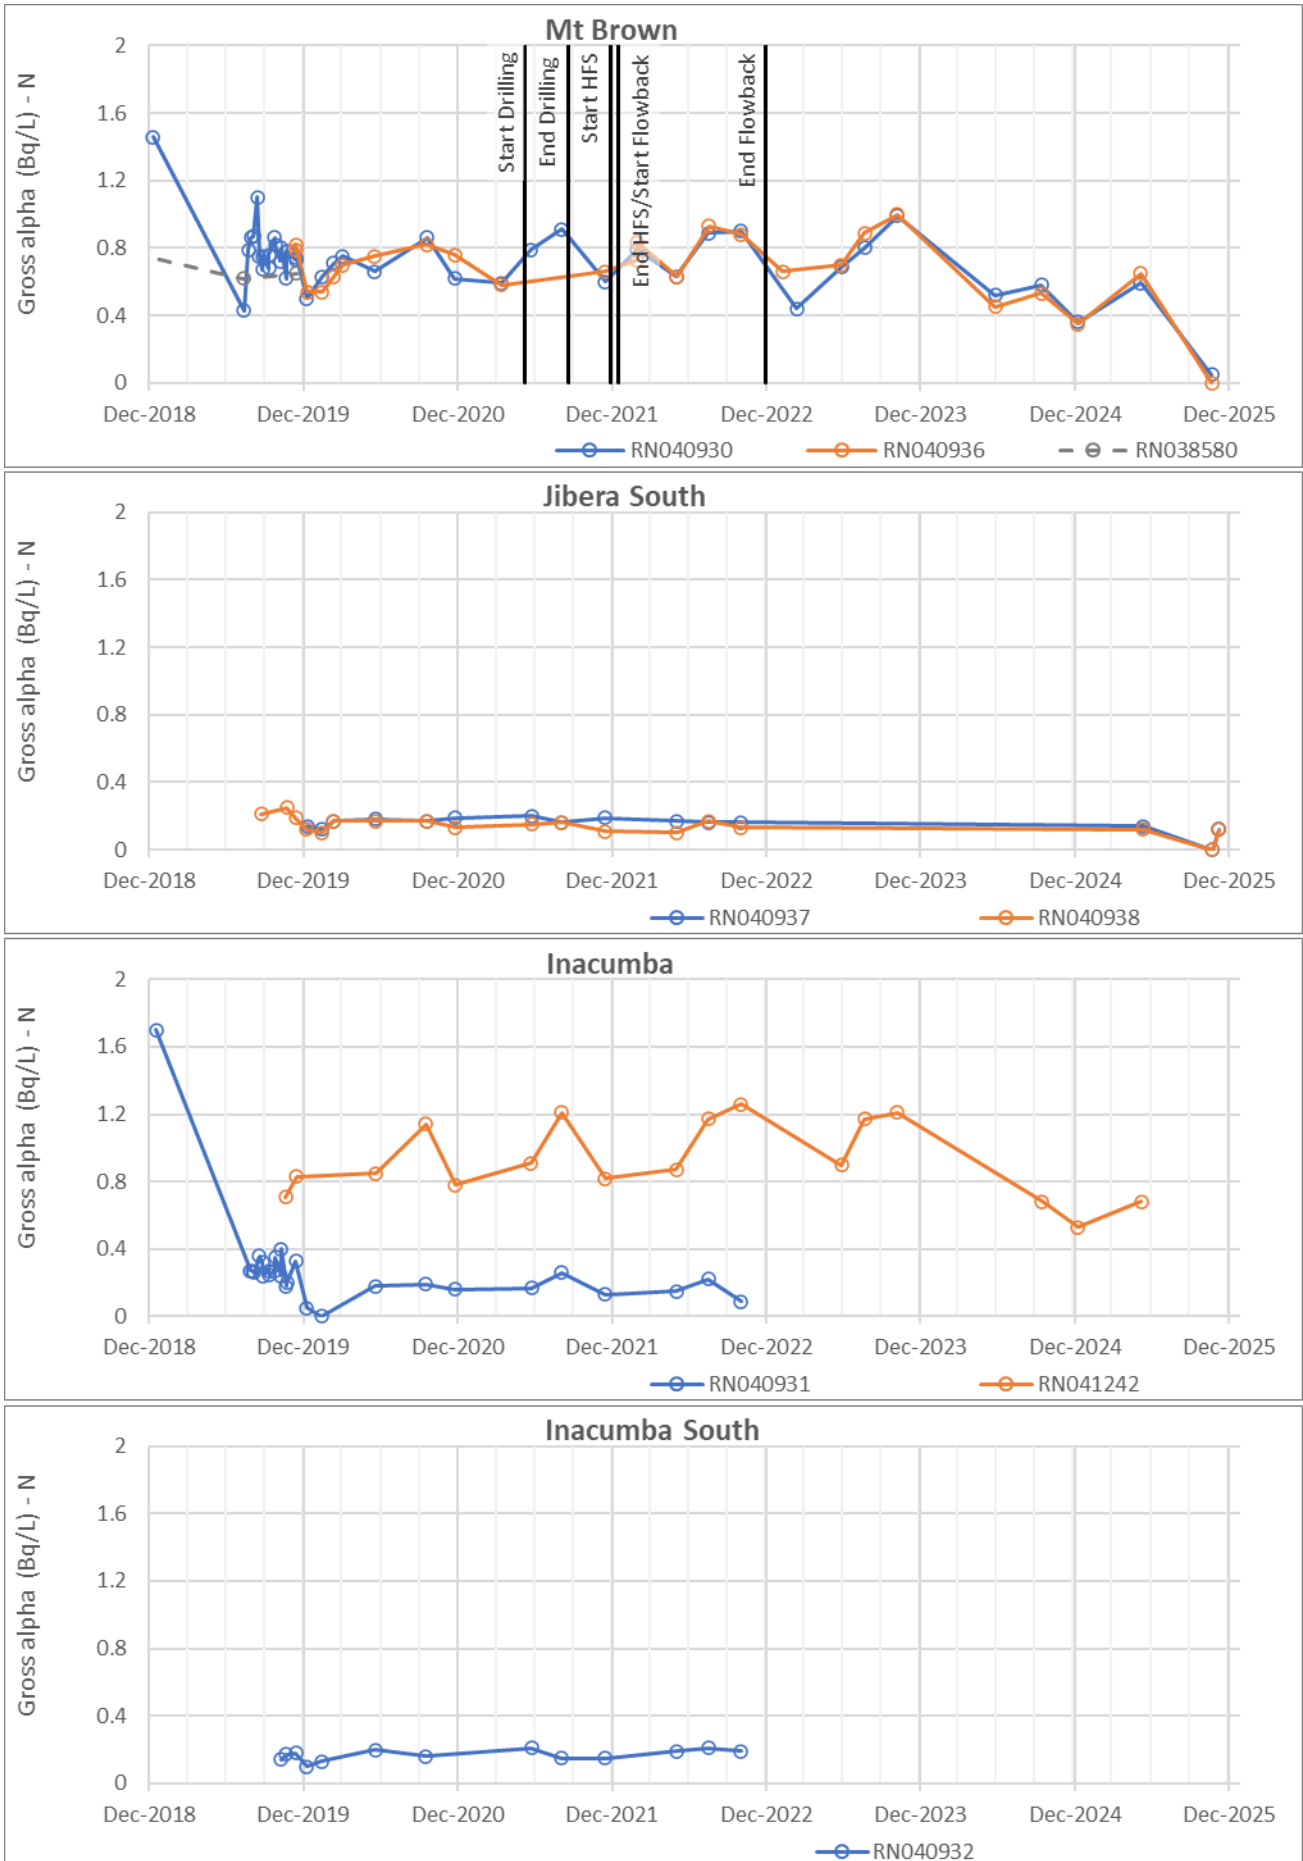 Mt Brown
Gross alpha (Bq/L) - N
2
1.6
1.2
0.8
0.4
0
Start Drilling
End Drilling
Start HFS
End HFS/Start Flowback
End Flowback
Dec-2018 Dec-2019 Dec-2020 Dec-2021 Dec-2022 Dec-2023 Dec-2024 Dec-2025
RN040930 RN040936 RN038580
Jibera South
Gross alpha (Bq/L) - N
2
1.6
1.2
0.8
0.4
0
Dec-2018 Dec-2019 Dec-2020 Dec-2021 Dec-2022 Dec-2023 Dec-2024 Dec-2025
RN040937 RN040938
Inacumba
Gross alpha (Bq/L) - N
2
1.6
1.2
0.8
0.4
0
Dec-2018 Dec-2019 Dec-2020 Dec-2021 Dec-2022 Dec-2023 Dec-2024 Dec-2025
RN040931 RN041242
Inacumba South
Gross alpha (Bq/L) - N
2
1.6
1.2
0.8
0.4
0
Dec-2018 Dec-2019 Dec-2020 Dec-2021 Dec-2022 Dec-2023 Dec-2024 Dec-2025
RN040932